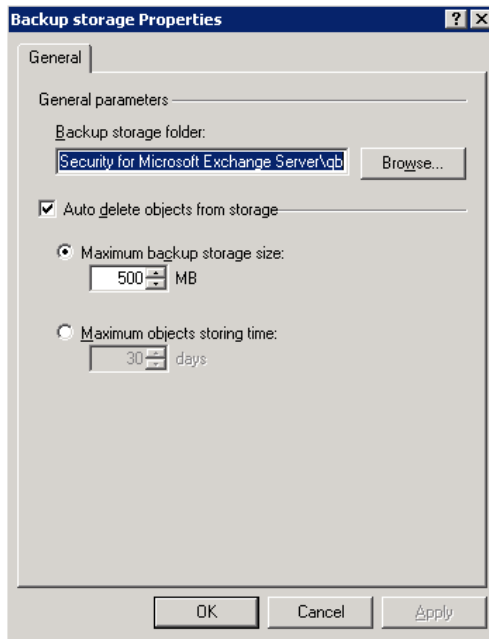 Backup storage Properties
General
General parameters
Backup storage folder:
Security for Microsoft Exchange Server\qb
Browse...
Auto delete objects from storage
Maximum backup storage size:
500 MB
Maximum objects storing time:
30 days
OK Cancel Apply